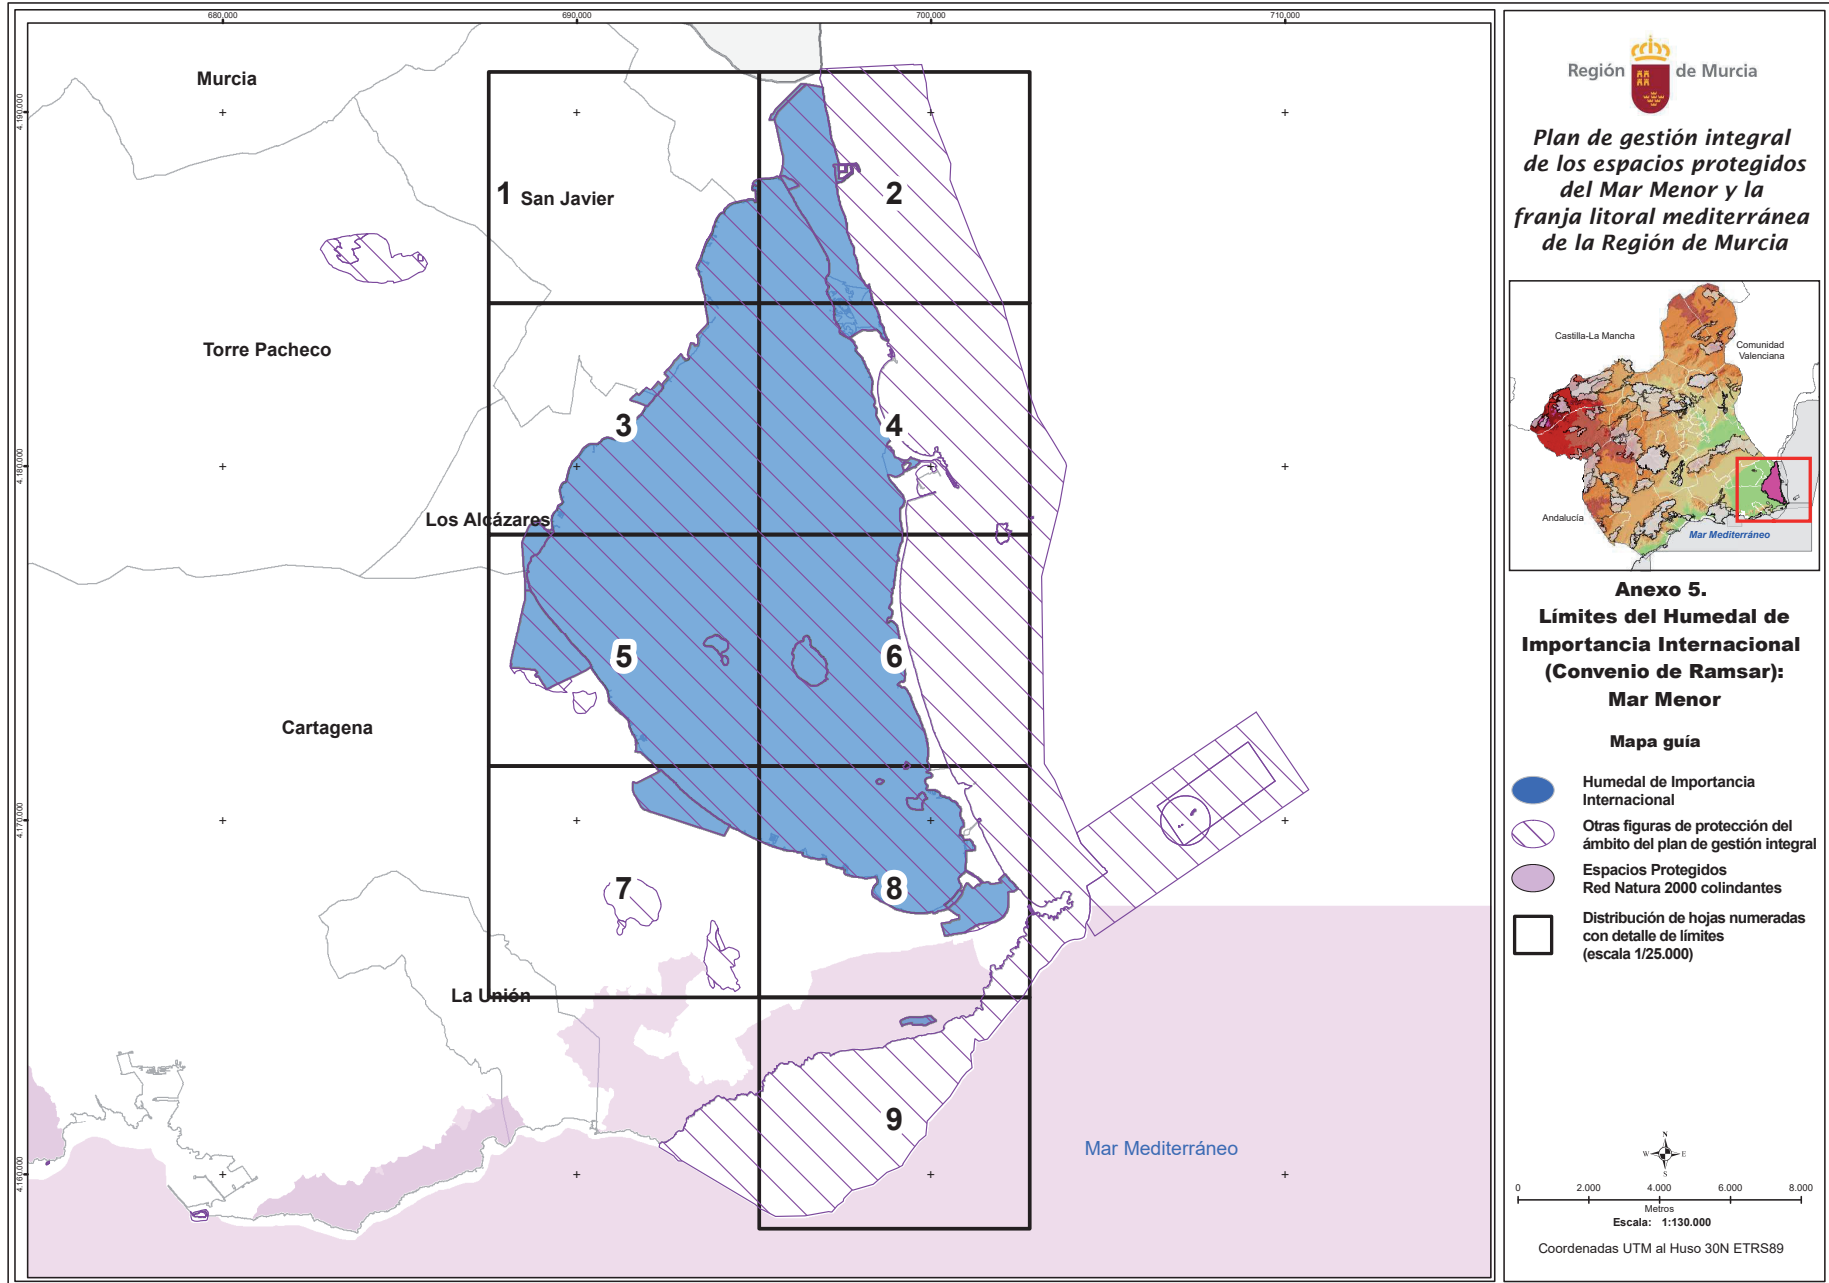 680,000
690,000
700,000
710,000
4.190,000
4.180,000
4.170,000
4.160,000
Murcia
1 San Javier
2
Torre Pacheco
3
4
Los Alcázares
5
6
Cartagena
7
8
La Unión
9
Mar Mediterráneo
Región de Murcia
Plan de gestión integral
de los espacios protegidos
del Mar Menor y la
franja litoral mediterránea
de la Región de Murcia
Castilla-La Mancha
Comunidad
Valenciana
Andalucía
Mar Mediterráneo
Anexo 5.
Límites del Humedal de
Importancia Internacional
(Convenio de Ramsar):
Mar Menor
Mapa guía
Humedal de Importancia
Internacional
Otras figuras de protección del
ámbito del plan de gestión integral
Espacios Protegidos
Red Natura 2000 colindantes
Distribución de hojas numeradas
con detalle de límites
(escala 1/25.000)
N
W E
S
0 2.000 4.000 6.000 8.000
Metros
Escala: 1:130.000
Coordenadas UTM al Huso 30N ETRS89